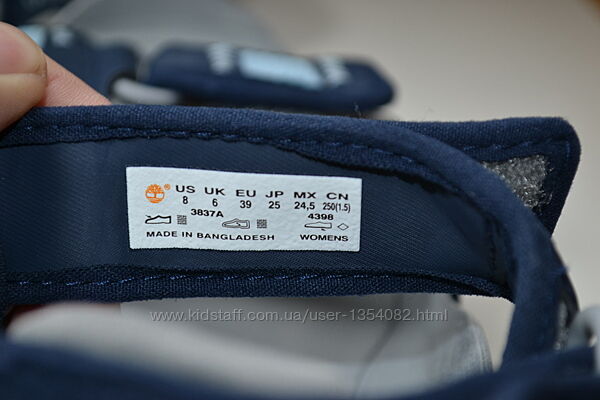 ® US UK EU JP MX CN
8 6 39 25 24,5 250(1.5)
3837A 4398
MADE IN BANGLADESH WOMENS
www.kidstaff.com.ua/user-1354082.html